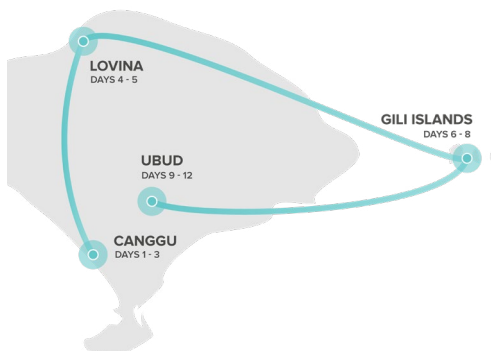 LOVINA
DAYS 4 - 5
GILI ISLANDS
DAYS 6 - 8
UBUD
DAYS 9 - 12
CANGGU
DAYS 1 - 3